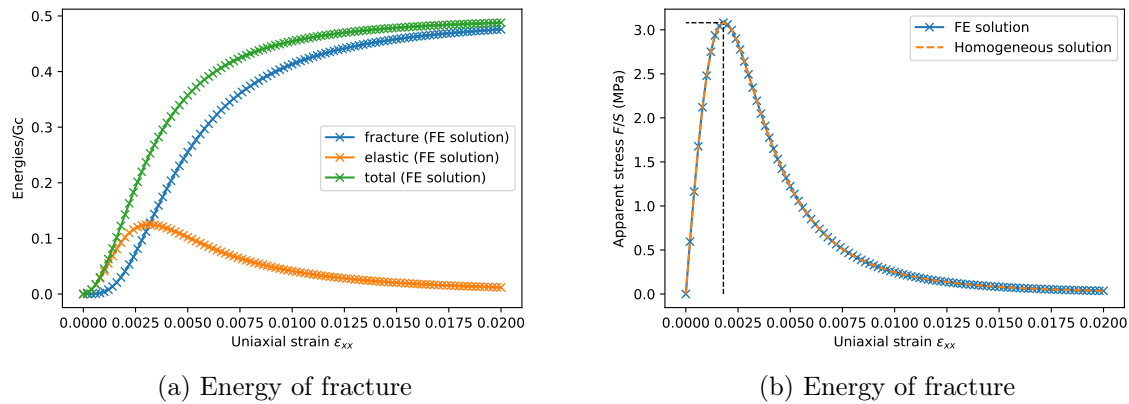 0.5
0.4
0.3
0.2
0.1
0.0
Energies/Gc
fracture (FE solution)
elastic (FE solution)
total (FE solution)
0.0000 0.0025 0.0050 0.0075 0.0100 0.0125 0.0150 0.0175 0.0200
Uniaxial strain εxx
(a) Energy of fracture
3.0
2.5
2.0
1.5
1.0
0.5
0.0
Apparent stress F/S (MPa)
FE solution
Homogeneous solution
0.0000 0.0025 0.0050 0.0075 0.0100 0.0125 0.0150 0.0175 0.0200
Uniaxial strain εxx
(b) Energy of fracture